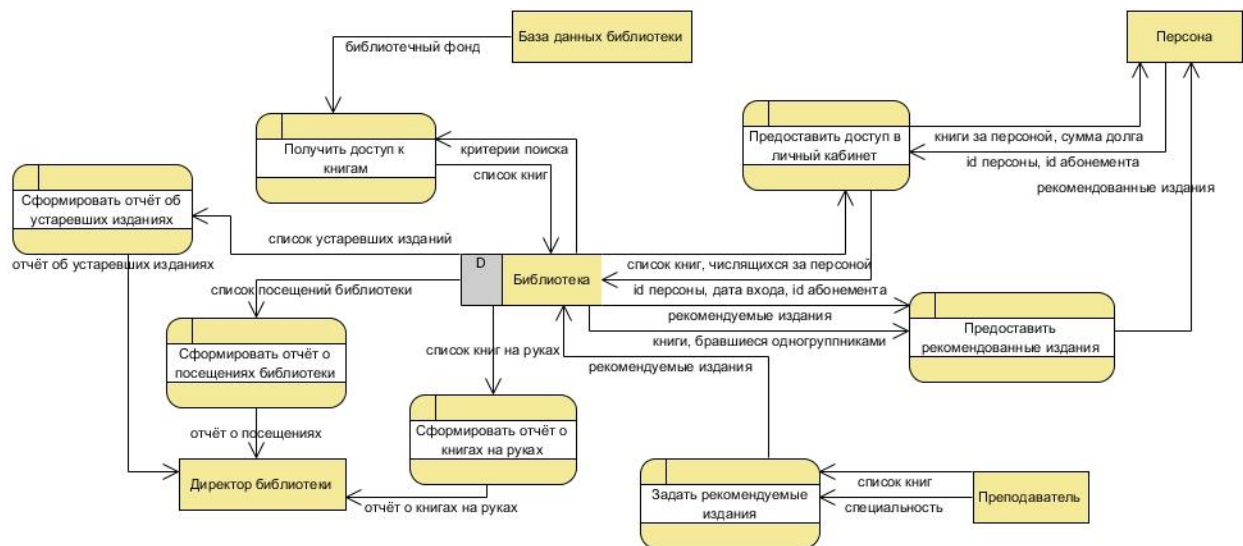 База данных библиотеки
Персона
библиотечный фонд
Получить доступ к
книгам
критерии поиска
список книг
Предоставить доступ в
личный кабинет
книги за персоной, сумма долга
id персоны, id абонемента
рекомендованные издания
Сформировать отчёт об
устаревших изданиях
список устаревших изданий
отчёт об устаревших изданиях
D
Библиотека
список книг, числящихся за персоной
id персоны, дата входа, id абонемента
список посещений библиотеки
рекомендуемые издания
книги, бравшиеся одногруппниками
Предоставить
рекомендованные издания
Сформировать отчёт о
посещениях библиотеки
список книг на руках
рекомендуемые издания
отчёт о посещениях
Сформировать отчёт о
книгах на руках
Директор библиотеки
отчёт о книгах на руках
Задать рекомендуемые
издания
список книг
специальность
Преподаватель